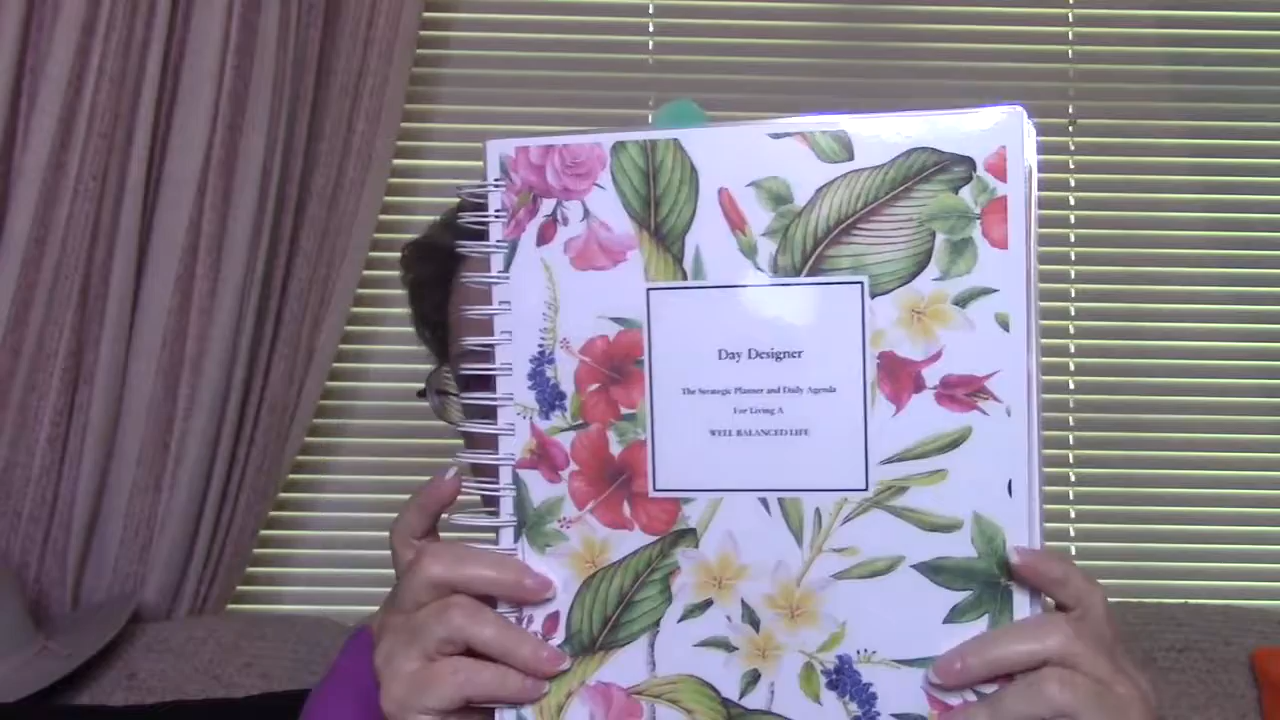 Day Designer
The Strategic Planner and Daily Agenda
For Living A
WELL BALANCED LIFE